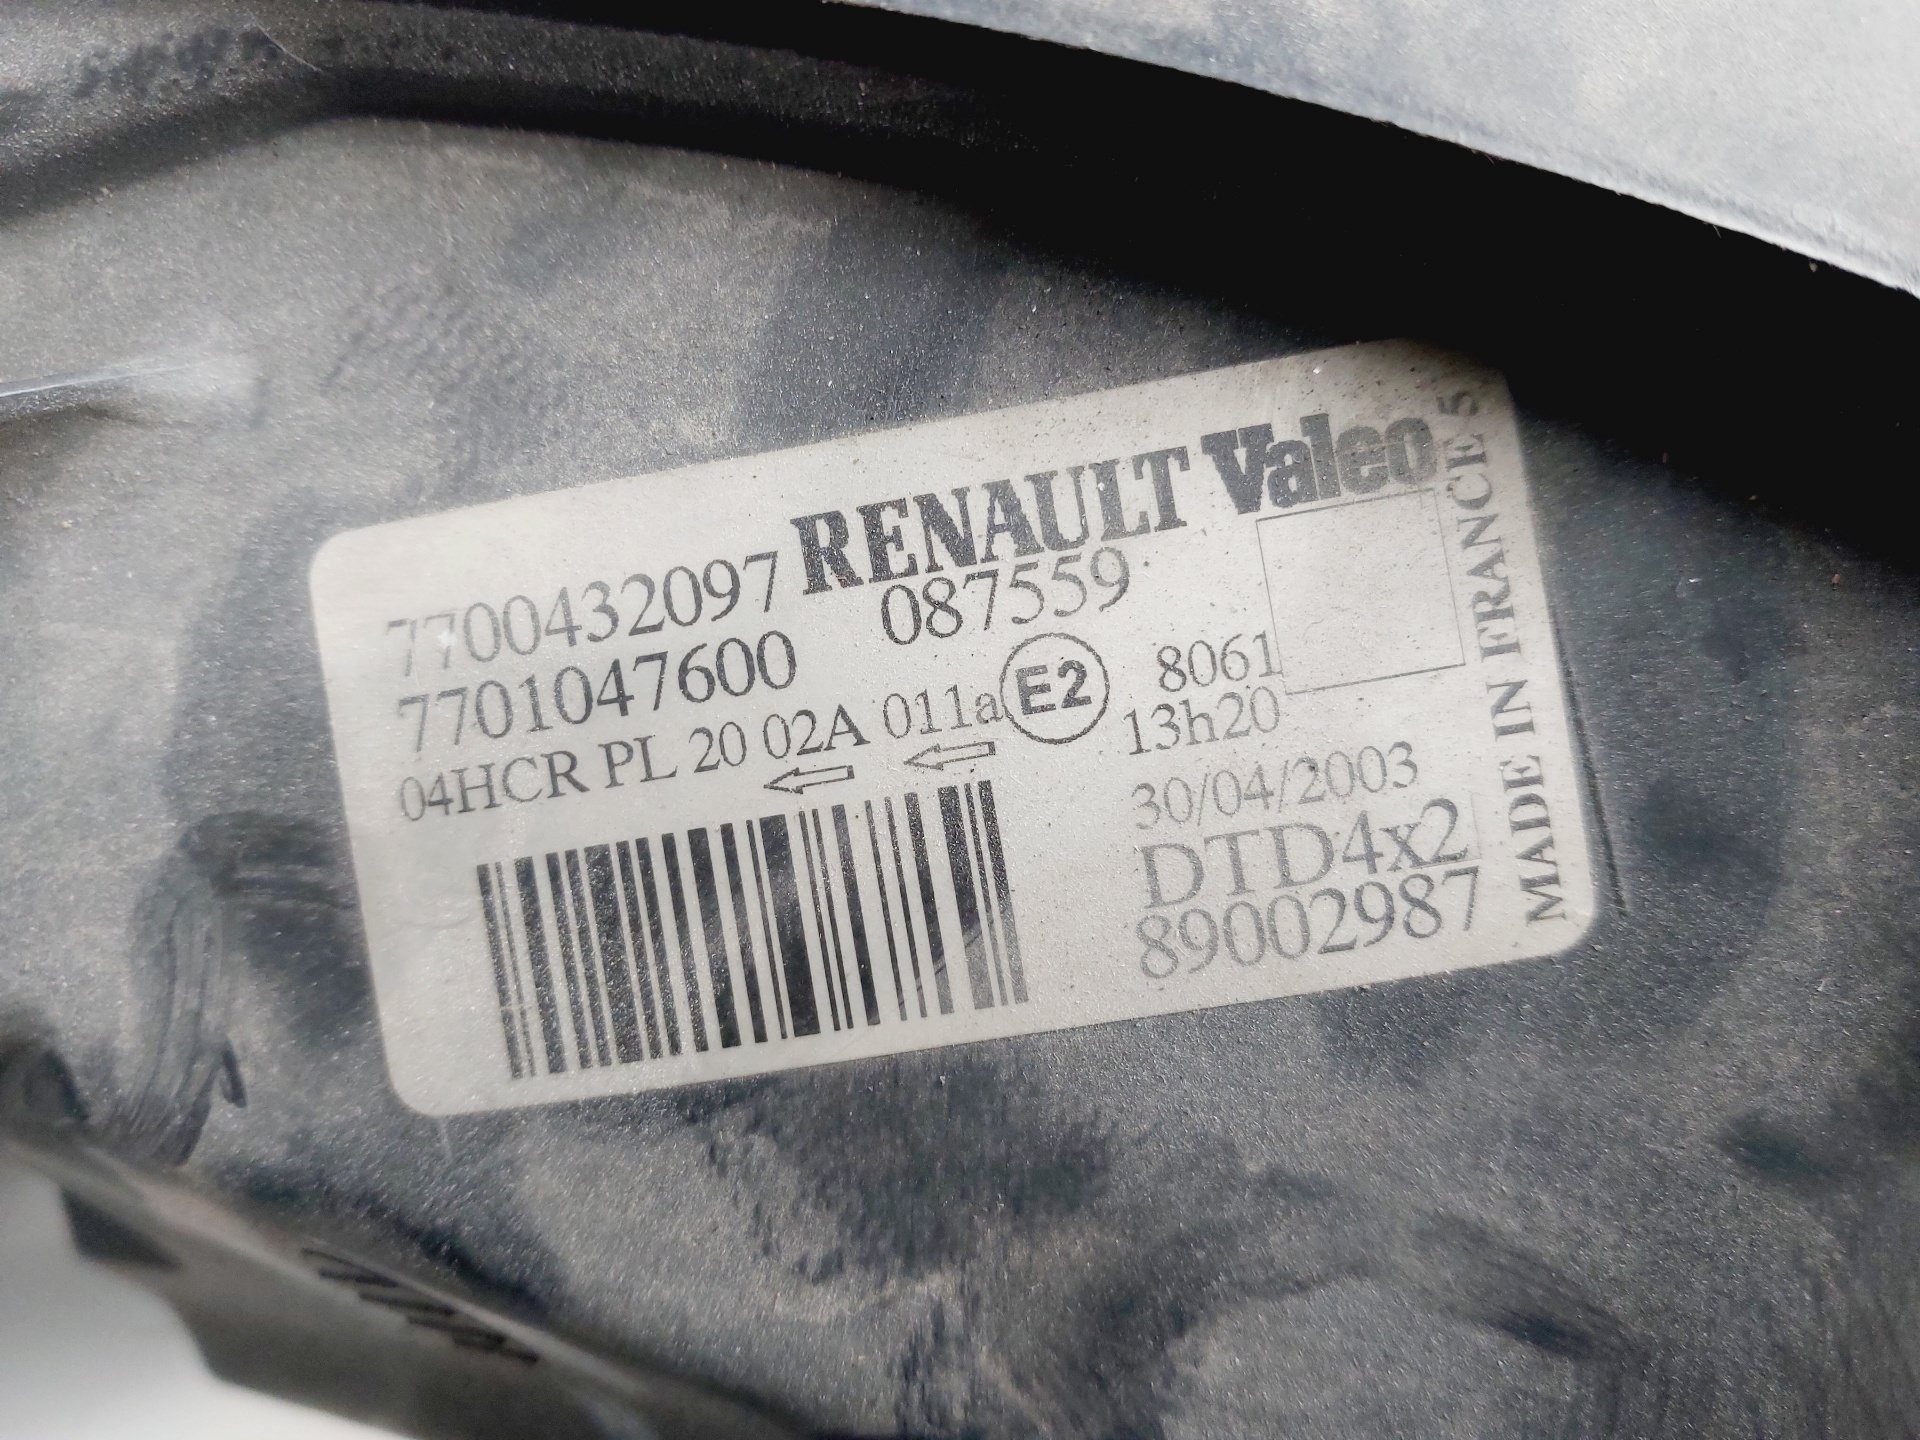 RENAULT Valeo
7700432097 087559
7701047600
04HCR PL 20 02A 011a E2 8061
13h20
30/04/2003
DTD4x2
89002987
MADE IN FRANCE 5